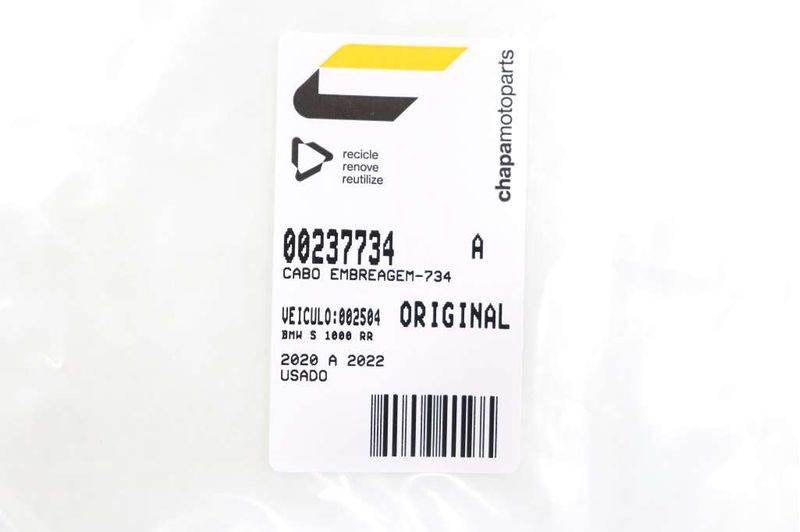 chapamotoparts
recicle
renove
reutilize
00237734 A
CABO EMBREAGEM-734
VEICULO:002504 ORIGINAL
BMW S 1000 RR
2020 A 2022
USADO